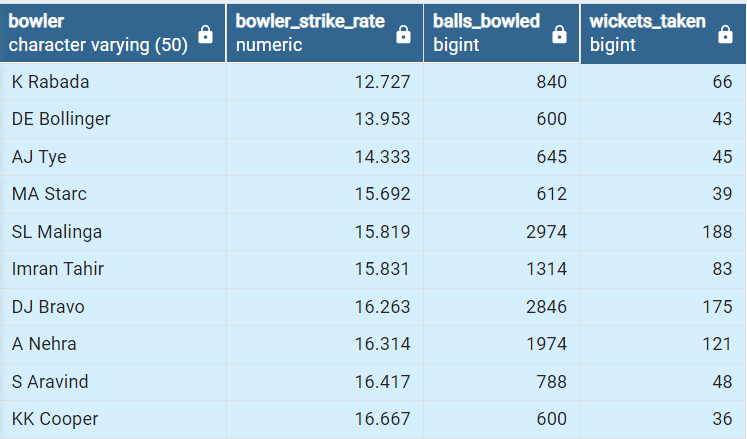 bowler bowler_strike_rate balls_bowled wickets_taken
character varying (50) numeric bigint bigint
K Rabada 12.727 840 66
DE Bollinger 13.953 600 43
AJ Tye 14.333 645 45
MA Starc 15.692 612 39
SL Malinga 15.819 2974 188
Imran Tahir 15.831 1314 83
DJ Bravo 16.263 2846 175
A Nehra 16.314 1974 121
S Aravind 16.417 788 48
KK Cooper 16.667 600 36